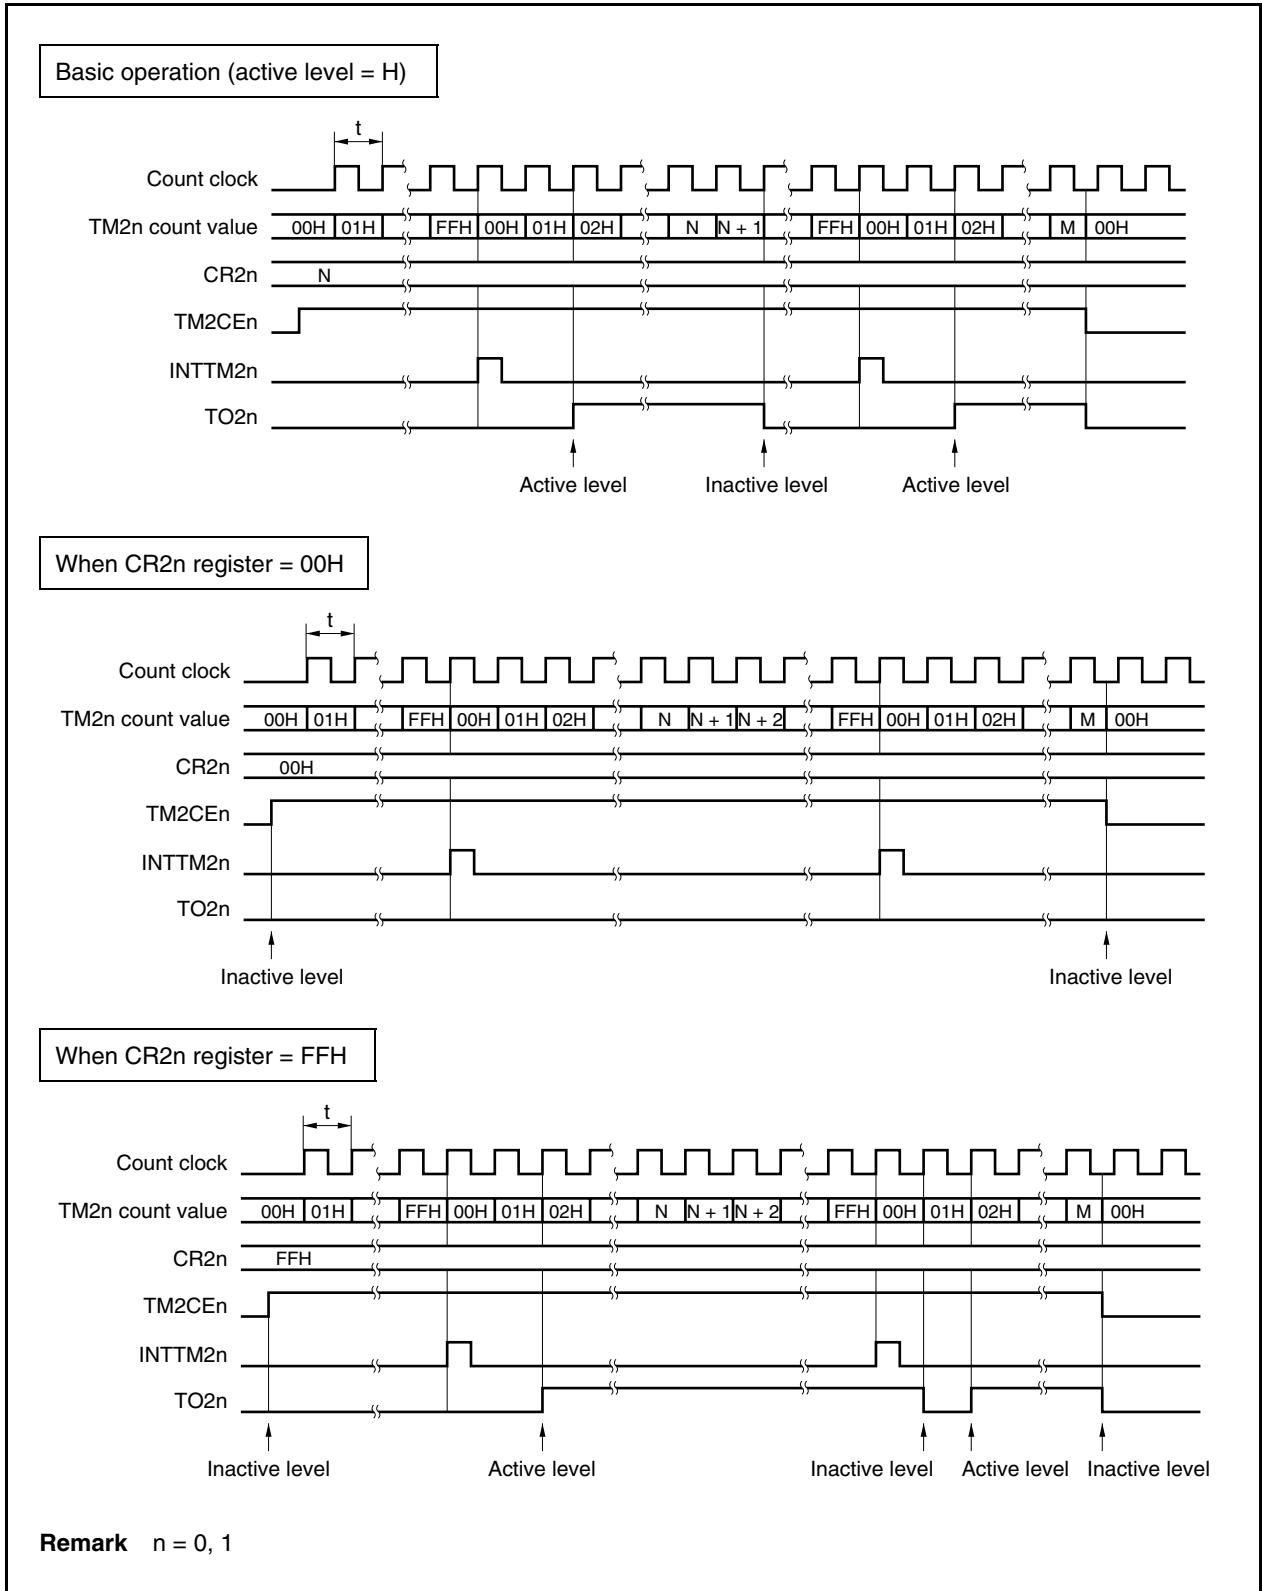 Basic operation (active level = H)
t
Count clock
TM2n count value 00H 01H FFH 00H 01H 02H N N + 1 FFH 00H 01H 02H M 00H
CR2n N
TM2CEn
INTTM2n
TO2n
Active level Inactive level Active level
When CR2n register = 00H
t
Count clock
TM2n count value 00H 01H FFH 00H 01H 02H N N + 1 N + 2 FFH 00H 01H 02H M 00H
CR2n 00H
TM2CEn
INTTM2n
TO2n
Inactive level Inactive level
When CR2n register = FFH
t
Count clock
TM2n count value 00H 01H FFH 00H 01H 02H N N + 1 N + 2 FFH 00H 01H 02H M 00H
CR2n FFH
TM2CEn
INTTM2n
TO2n
Inactive level Active level Inactive level Active level Inactive level
Remark n = 0, 1